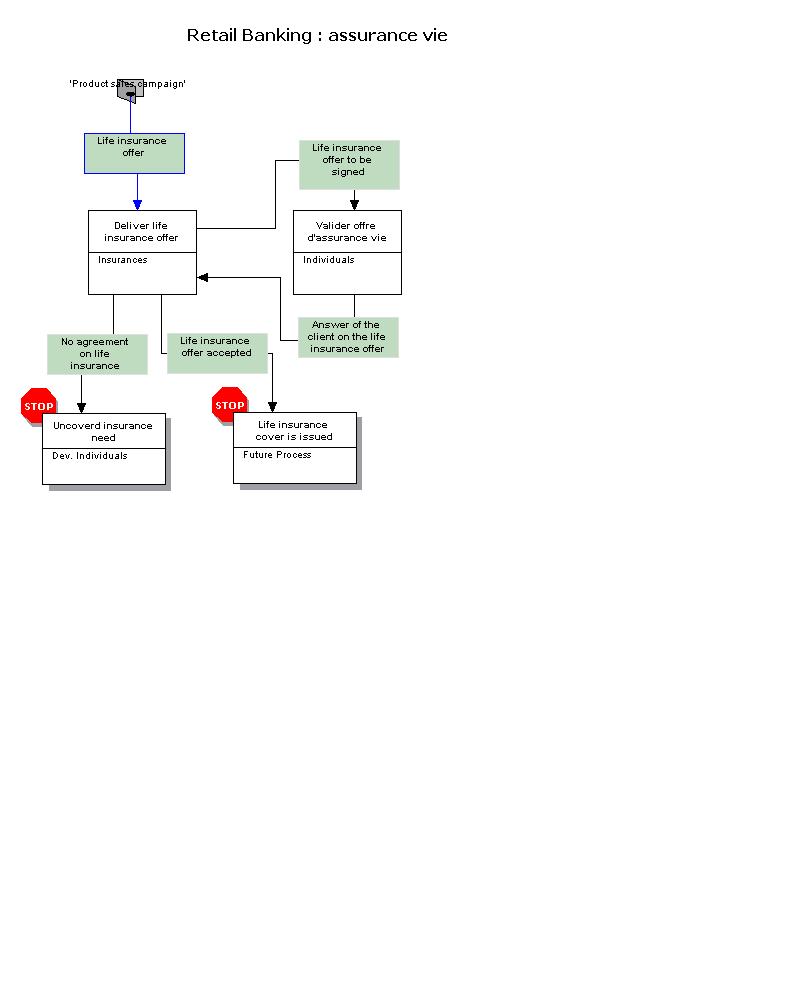 Retail Banking : assurance vie
'Product sales campaign'
Life insurance
offer
Life insurance
offer to be
signed
Deliver life
insurance offer
Insurances
Valider offre
d'assurance vie
Individuals
Answer of the
client on the life
insurance offer
No agreement
on life
insurance
Life insurance
offer accepted
STOP
Uncoverd insurance
need
Dev. Individuals
STOP
Life insurance
cover is issued
Future Process